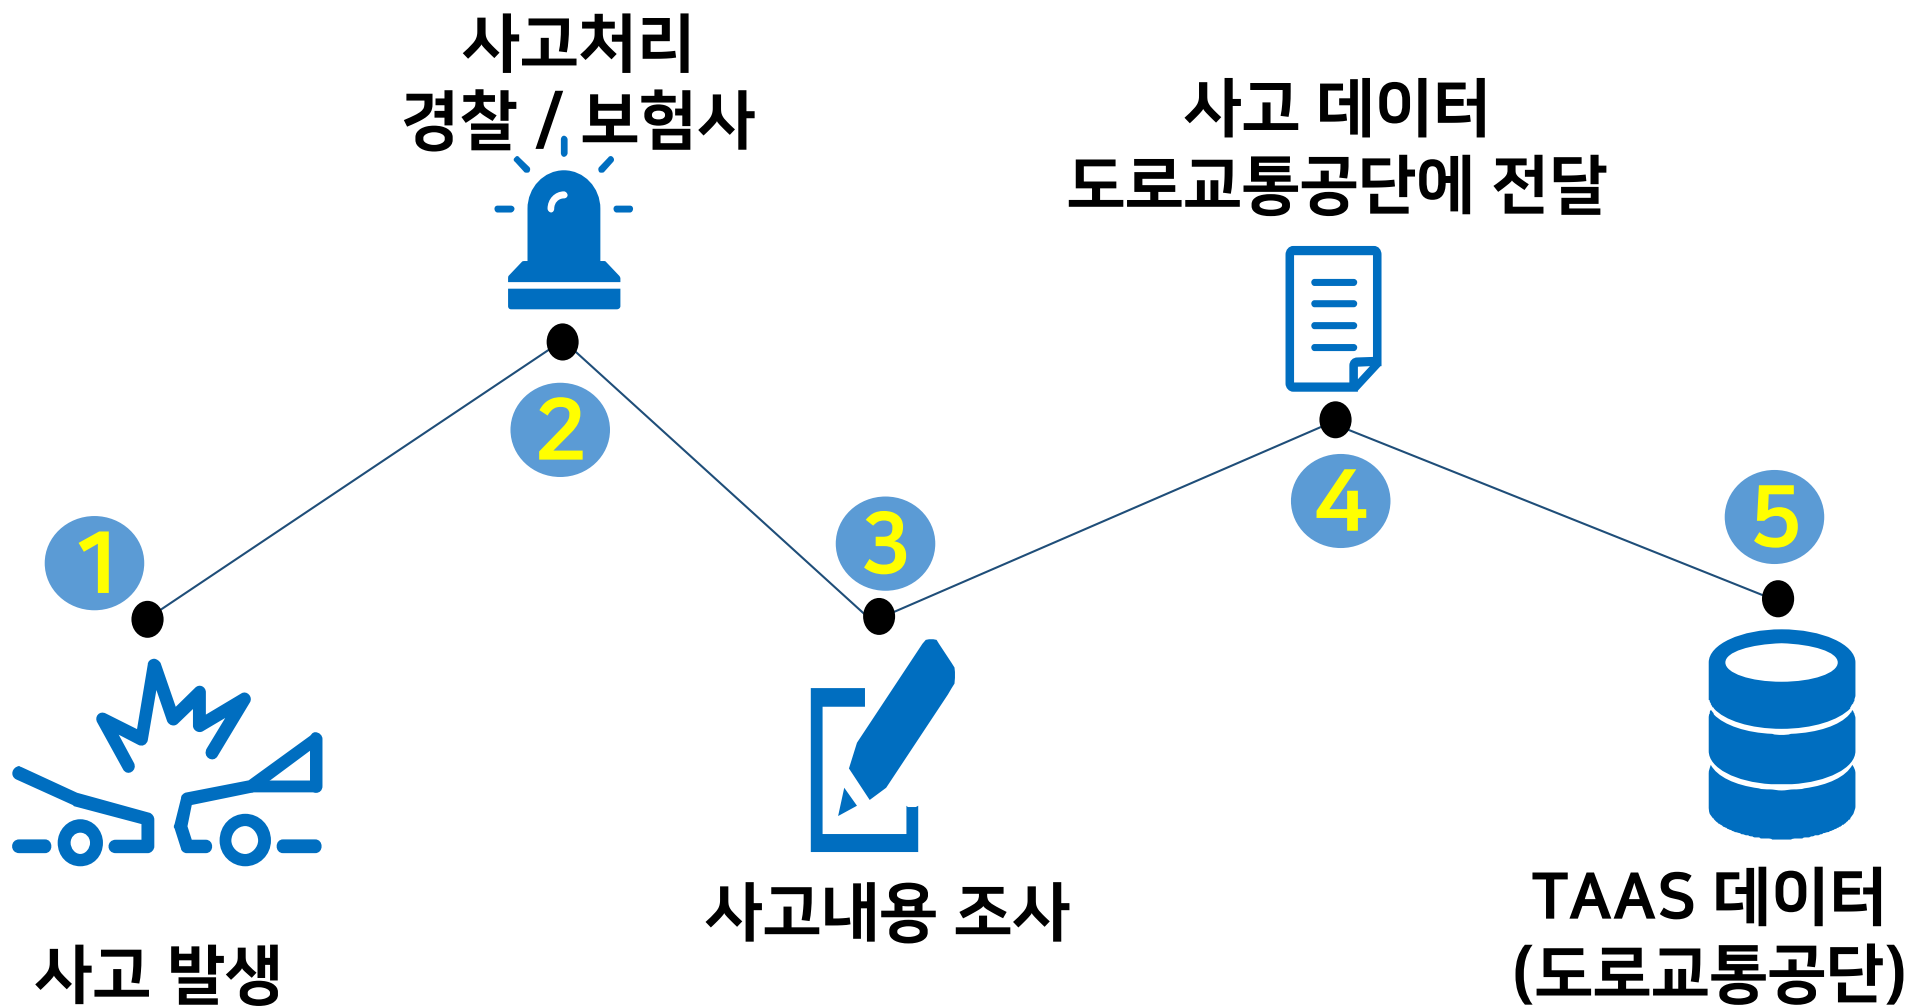 1
사고 발생
사고처리
경찰 / 보험사
2
3
사고내용 조사
사고 데이터
도로교통공단에 전달
4
5
TAAS 데이터
(도로교통공단)